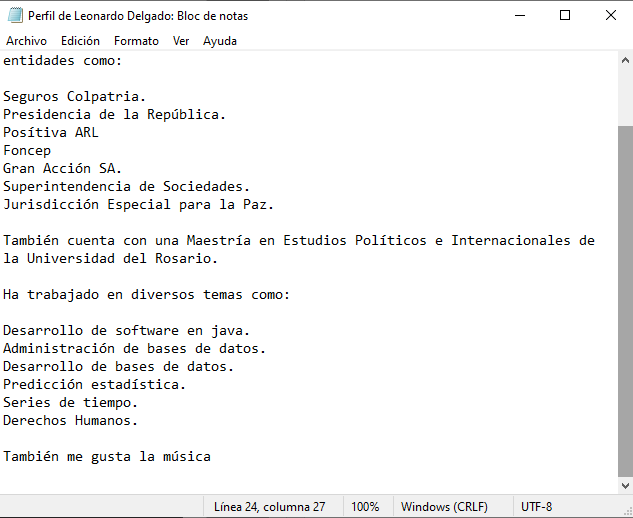 Perfil de Leonardo Delgado: Bloc de notas
Archivo Edición Formato Ver Ayuda
entidades como:
Seguros Colpatria.
Presidencia de la República.
Posítiva ARL
Foncep
Gran Acción SA.
Superintendencia de Sociedades.
Jurisdicción Especial para la Paz.
También cuenta con una Maestría en Estudios Políticos e Internacionales de
la Universidad del Rosario.
Ha trabajado en diversos temas como:
Desarrollo de software en java.
Administración de bases de datos.
Desarrollo de bases de datos.
Predicción estadística.
Series de tiempo.
Derechos Humanos.
También me gusta la música
Línea 24, columna 27 100% Windows (CRLF) UTF-8